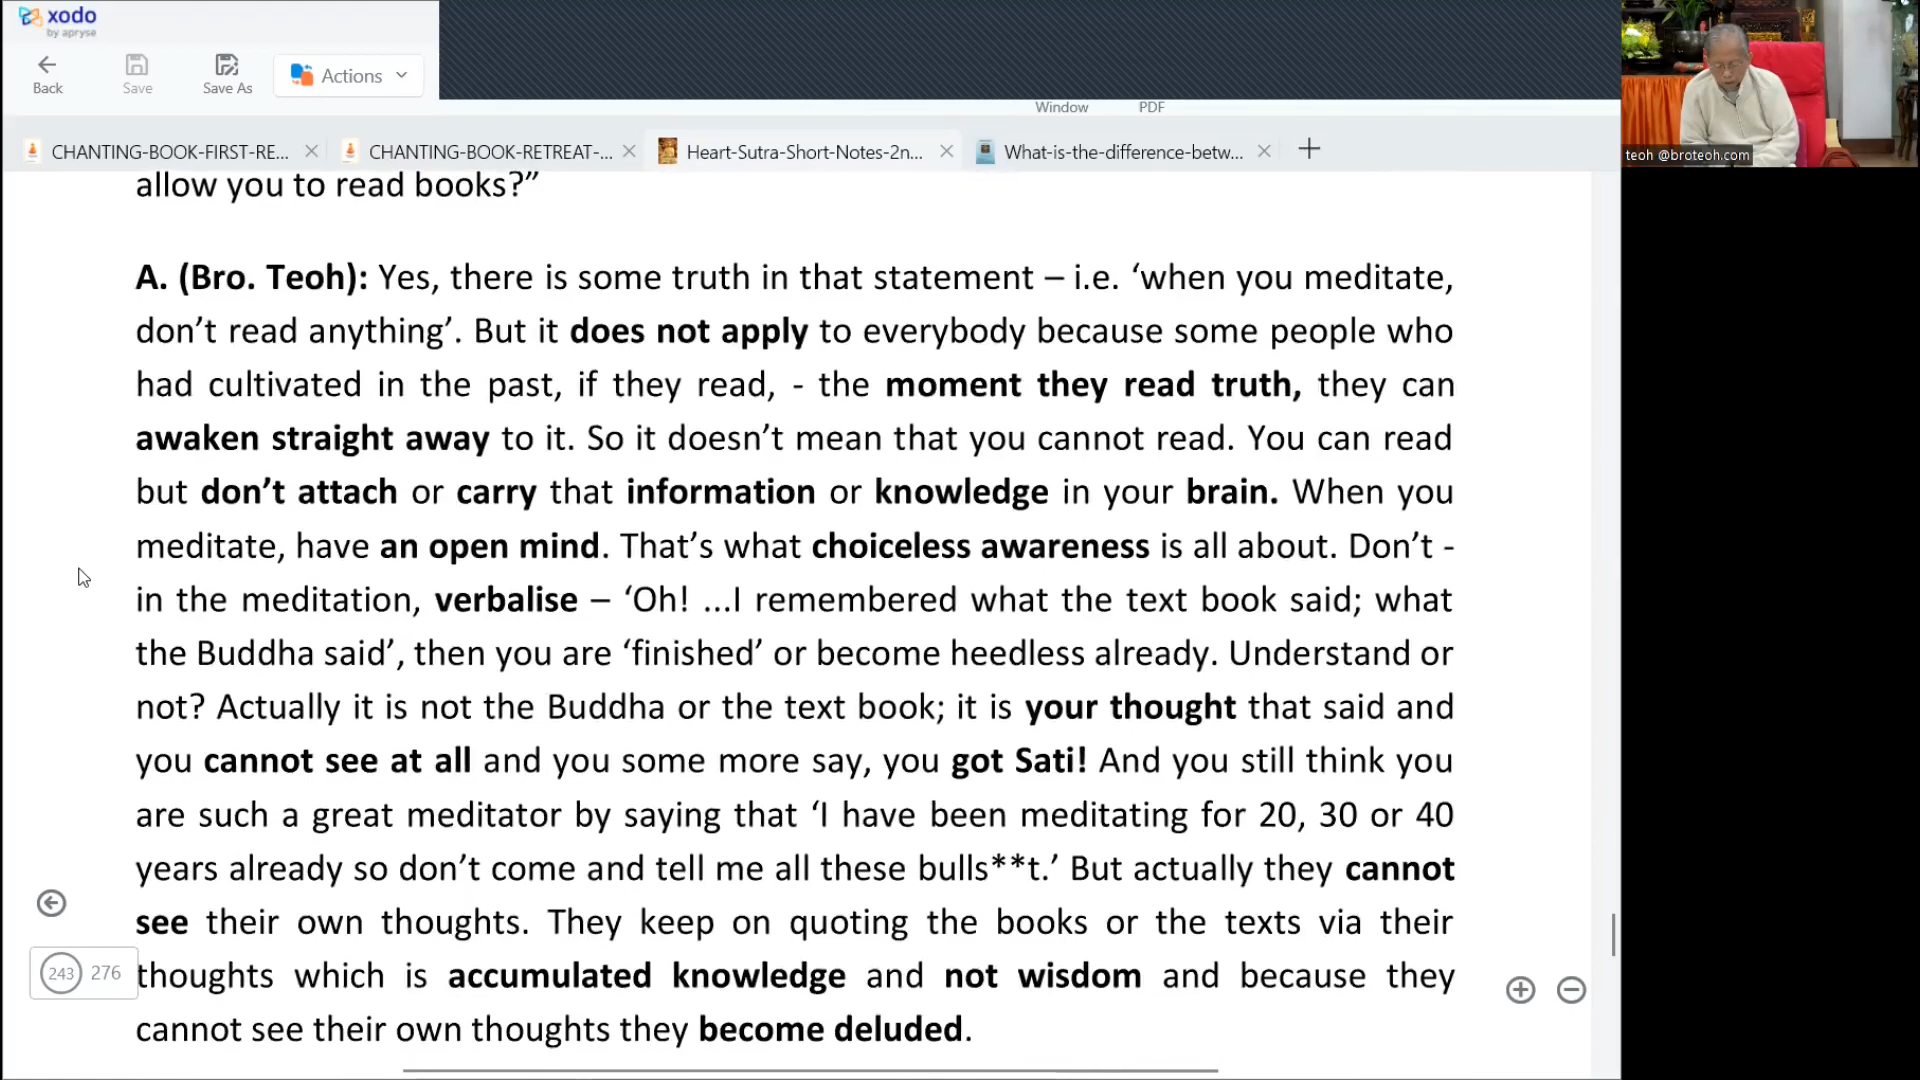 xodo
by apryse
Back
Save
Save As
Actions
Window
PDF
CHANTING-BOOK-FIRST-RE...
CHANTING-BOOK-RETREAT-...
Heart-Sutra-Short-Notes-2n...
What-is-the-difference-betw...
teoh @broteoh.com
allow you to read books?”
A. (Bro. Teoh): Yes, there is some truth in that statement – i.e. ‘when you meditate,
don’t read anything’. But it does not apply to everybody because some people who
had cultivated in the past, if they read, - the moment they read truth, they can
awaken straight away to it. So it doesn’t mean that you cannot read. You can read
but don’t attach or carry that information or knowledge in your brain. When you
meditate, have an open mind. That’s what choiceless awareness is all about. Don’t -
in the meditation, verbalise – ‘Oh! ...I remembered what the text book said; what
the Buddha said’, then you are ‘finished’ or become heedless already. Understand or
not? Actually it is not the Buddha or the text book; it is your thought that said and
you cannot see at all and you some more say, you got Sati! And you still think you
are such a great meditator by saying that ‘I have been meditating for 20, 30 or 40
years already so don’t come and tell me all these bulls**t.’ But actually they cannot
see their own thoughts. They keep on quoting the books or the texts via their
thoughts which is accumulated knowledge and not wisdom and because they
cannot see their own thoughts they become deluded.
243 276